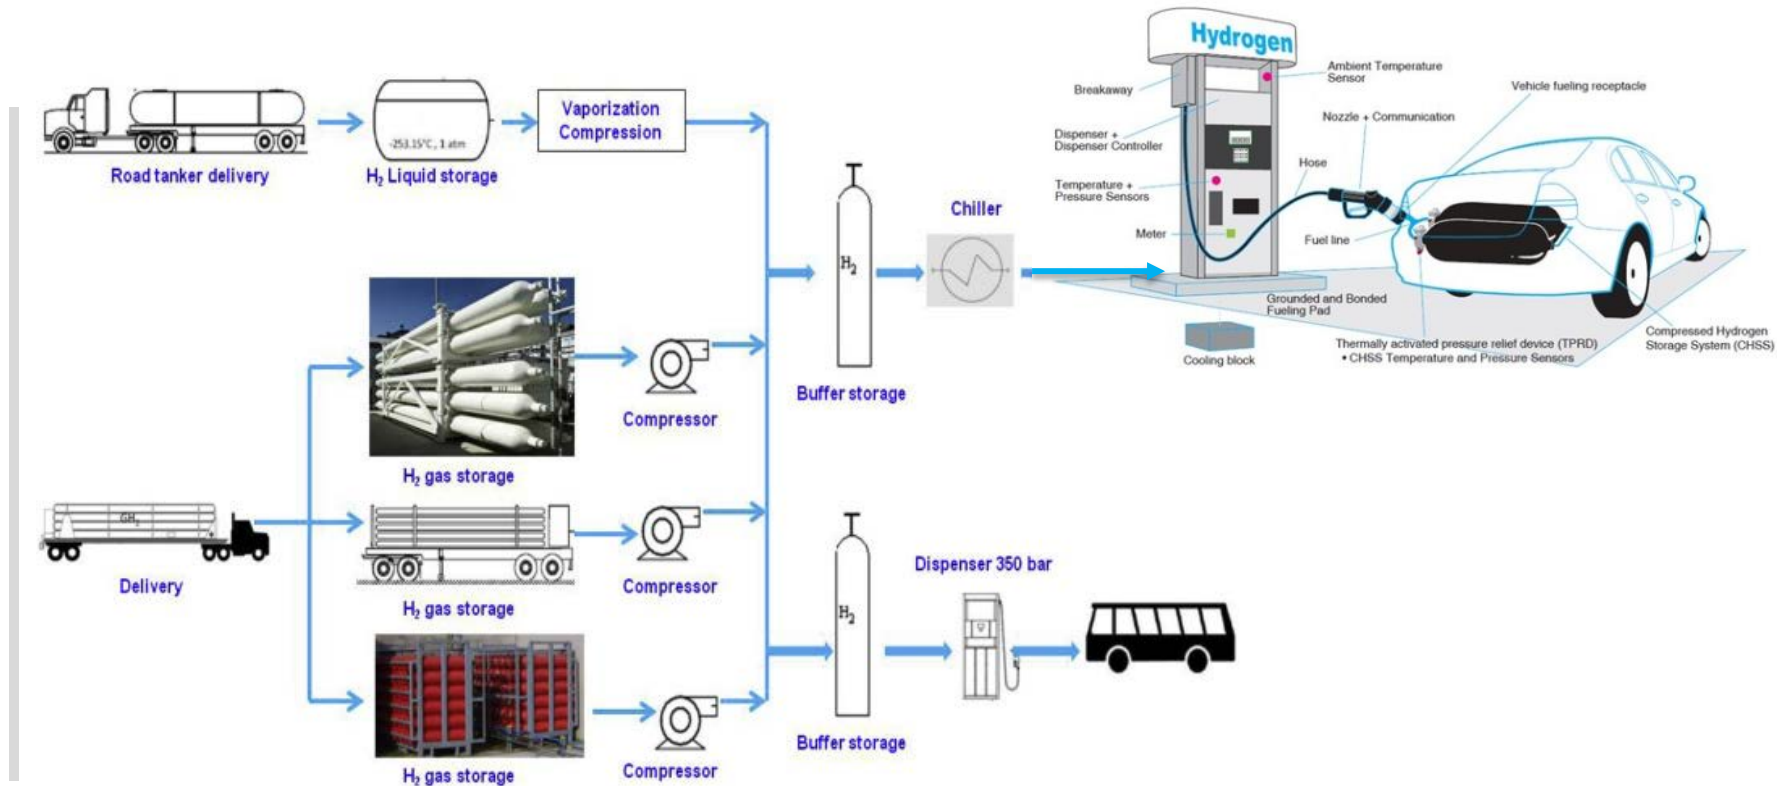 Hydrogen
Breakaway
Ambient Temperature
Sensor
Vehicle fueling receptacle
Nozzle + Communication
Dispenser +
Dispenser Controller
Hose
Temperature +
Pressure Sensors
Meter
Fuel line
Grounded and Bonded
Fueling Pad
Cooling block
Thermally activated pressure relief device (TPRD)
• CHSS Temperature and Pressure Sensors
Compressed Hydrogen
Storage System (CHSS)
Road tanker delivery
-253.15°C, 1 atm
H₂ Liquid storage
Vaporization
Compression
H₂
Buffer storage
Chiller
H₂ gas storage
Compressor
GH₂
Delivery
H₂ gas storage
Compressor
H₂ gas storage
Compressor
H₂
Buffer storage
Dispenser 350 bar